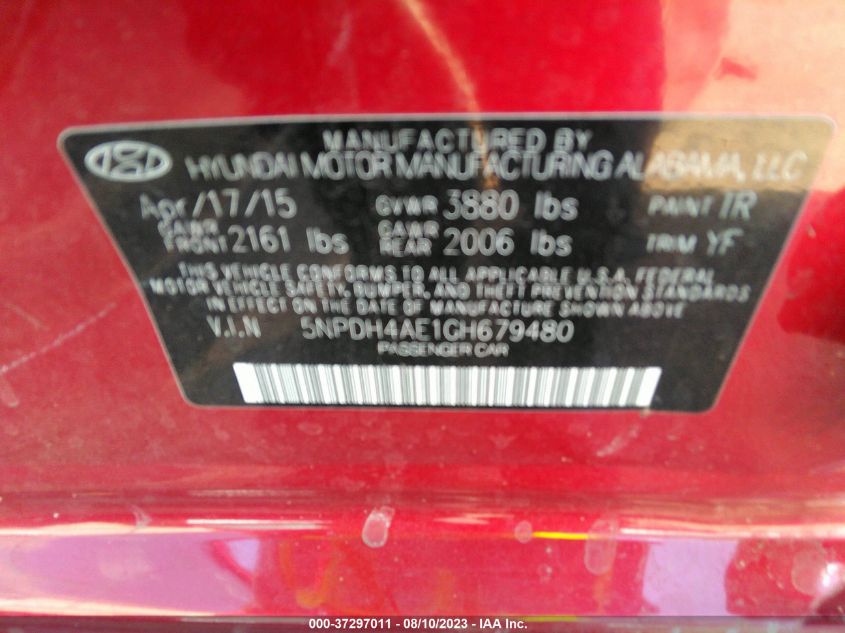 MANUFACTURED BY
HYUNDAI MOTOR MANUFACTURING ALABAMA, LLC
Apr/17/15 GVWR 3880 lbs PAINT TR
GAWR FRONT 2161 lbs GAWR REAR 2006 lbs TRIM YF
THIS VEHICLE CONFORMS TO ALL APPLICABLE U.S.A. FEDERAL
MOTOR VEHICLE SAFETY, BUMPER, AND THEFT PREVENTION STANDARDS
IN EFFECT ON THE DATE OF MANUFACTURE SHOWN ABOVE.
V.I.N 5NPDH4AE1GH679480
PASSENGER CAR
000-37297011 - 08/10/2023 - IAA Inc.